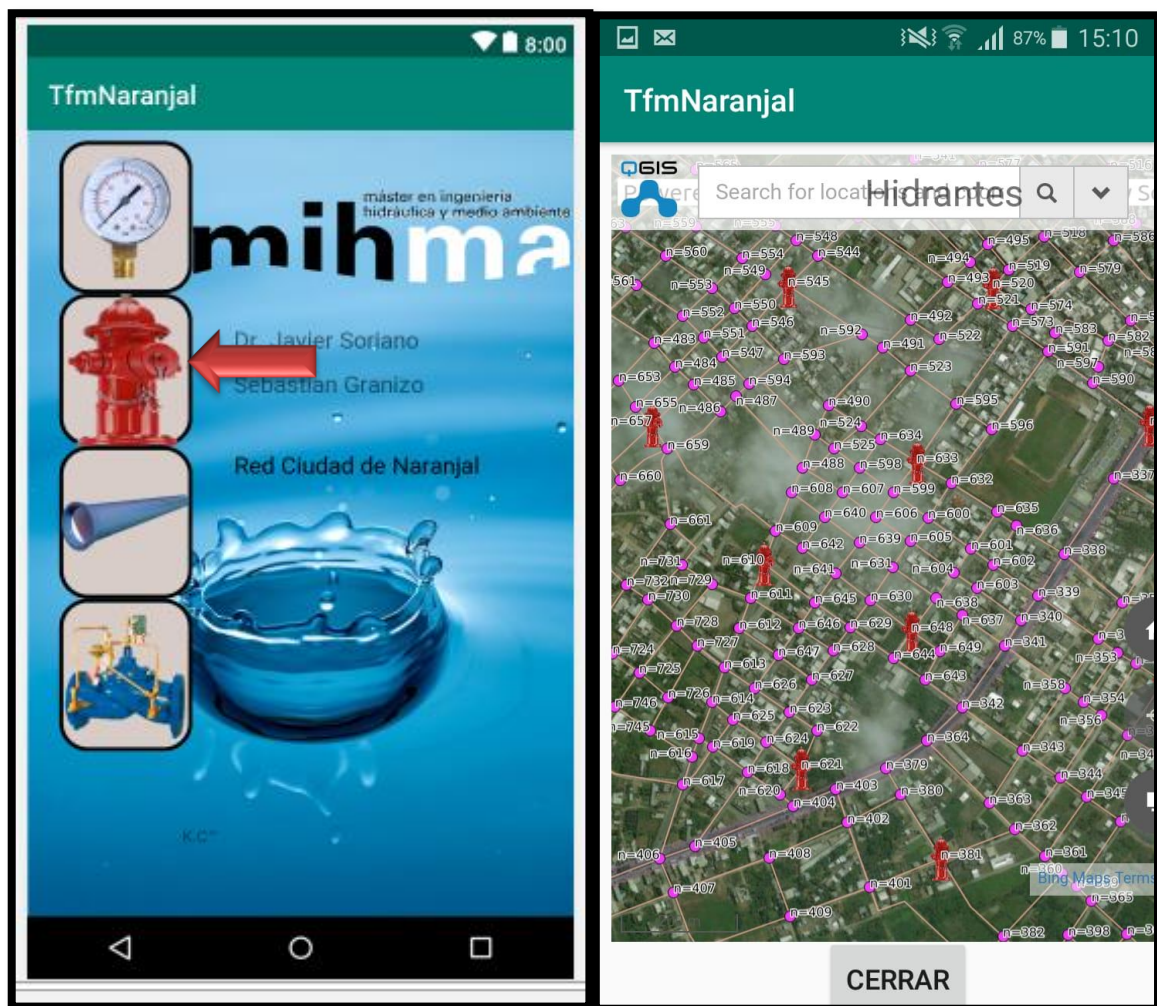 8:00
TfmNaranjal
máster en ingeniería
hidráulica y medio ambiente
mihma
Dr. Javier Soriano
Sebastian Granizo
Red Ciudad de Naranjal
87% 15:10
TfmNaranjal
QGIS
Search for locations
Hidrantes
n=548
n=495
n=518
n=560
n=554
n=544
n=494
n=519
n=579
n=549
n=545
n=493
n=520
n=553
n=550
n=521
n=574
n=552
n=546
n=592
n=492
n=573
n=583
n=483
n=551
n=522
n=582
n=484
n=547
n=593
n=491
n=591
n=597
n=653
n=485
n=594
n=523
n=590
n=655
n=486
n=487
n=490
n=595
n=657
n=489
n=524
n=596
n=659
n=525
n=634
n=660
n=488
n=598
n=633
n=632
n=337
n=608
n=607
n=599
n=661
n=609
n=640
n=606
n=600
n=635
n=636
n=642
n=639
n=605
n=601
n=338
n=731
n=610
n=641
n=631
n=604
n=602
n=732
n=729
n=603
n=730
n=611
n=645
n=630
n=638
n=339
n=728
n=612
n=646
n=629
n=648
n=637
n=340
n=724
n=727
n=647
n=628
n=644
n=649
n=341
n=353
n=725
n=613
n=627
n=643
n=358
n=746
n=726
n=614
n=626
n=342
n=354
n=745
n=615
n=625
n=623
n=622
n=356
n=616
n=619
n=624
n=364
n=343
n=617
n=618
n=621
n=379
n=344
n=620
n=403
n=380
n=363
n=345
n=404
n=402
n=362
n=406
n=405
n=408
n=381
n=361
n=360
Bing Maps Terms
n=407
n=401
n=365
n=409
n=382
n=398
CERRAR